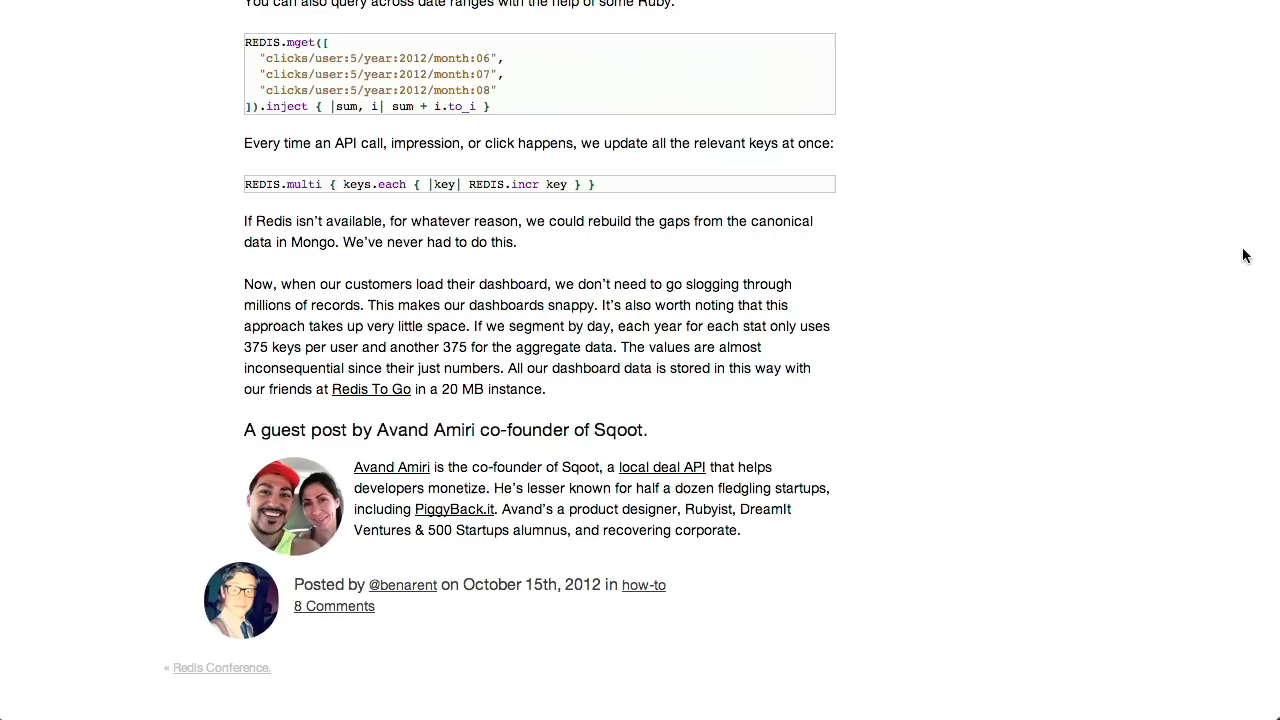 You can also query across date ranges with the help of some Ruby.
REDIS.mget([
"clicks/user:5/year:2012/month:06",
"clicks/user:5/year:2012/month:07",
"clicks/user:5/year:2012/month:08"
]).inject { |sum, i| sum + i.to_i }
Every time an API call, impression, or click happens, we update all the relevant keys at once:
REDIS.multi { keys.each { |key| REDIS.incr key } }
If Redis isn’t available, for whatever reason, we could rebuild the gaps from the canonical
data in Mongo. We’ve never had to do this.
Now, when our customers load their dashboard, we don’t need to go slogging through
millions of records. This makes our dashboards snappy. It’s also worth noting that this
approach takes up very little space. If we segment by day, each year for each stat only uses
375 keys per user and another 375 for the aggregate data. The values are almost
inconsequential since their just numbers. All our dashboard data is stored in this way with
our friends at Redis To Go in a 20 MB instance.
A guest post by Avand Amiri co-founder of Sqoot.
Avand Amiri is the co-founder of Sqoot, a local deal API that helps
developers monetize. He’s lesser known for half a dozen fledgling startups,
including PiggyBack.it. Avand’s a product designer, Rubyist, DreamIt
Ventures & 500 Startups alumnus, and recovering corporate.
Posted by @benarent on October 15th, 2012 in how-to
8 Comments
« Redis Conference.